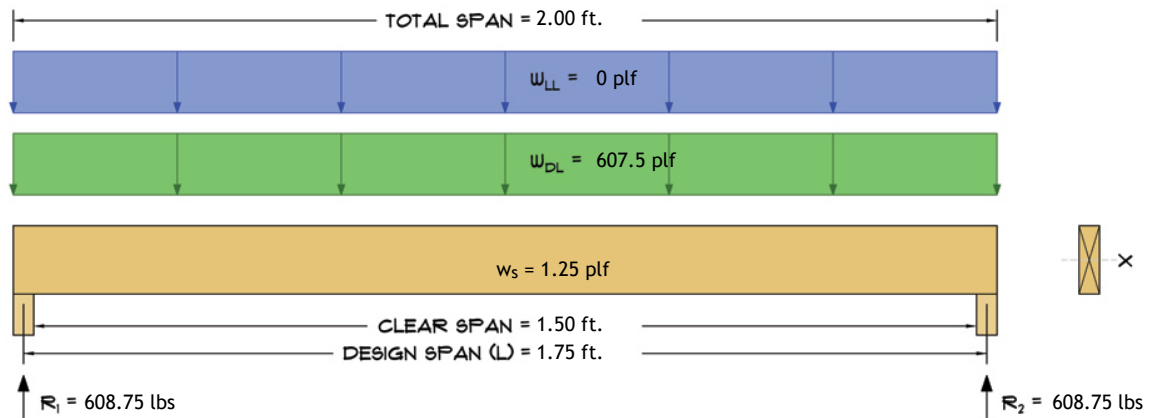 TOTAL SPAN = 2.00 ft.
wLL = 0 plf
wDL = 607.5 plf
ws = 1.25 plf
X
CLEAR SPAN = 1.50 ft.
DESIGN SPAN (L) = 1.75 ft.
R1 = 608.75 lbs
R2 = 608.75 lbs